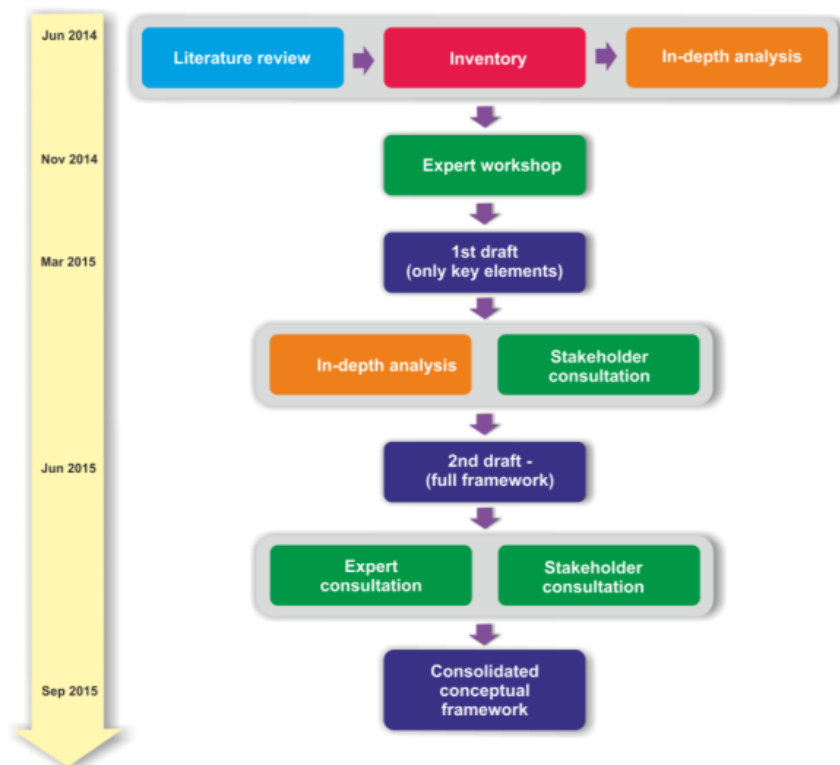 Jun 2014
Literature review
Inventory
In-depth analysis
Nov 2014
Expert workshop
Mar 2015
1st draft
(only key elements)
In-depth analysis
Stakeholder
consultation
Jun 2015
2nd draft -
(full framework)
Expert
consultation
Stakeholder
consultation
Sep 2015
Consolidated
conceptual
framework